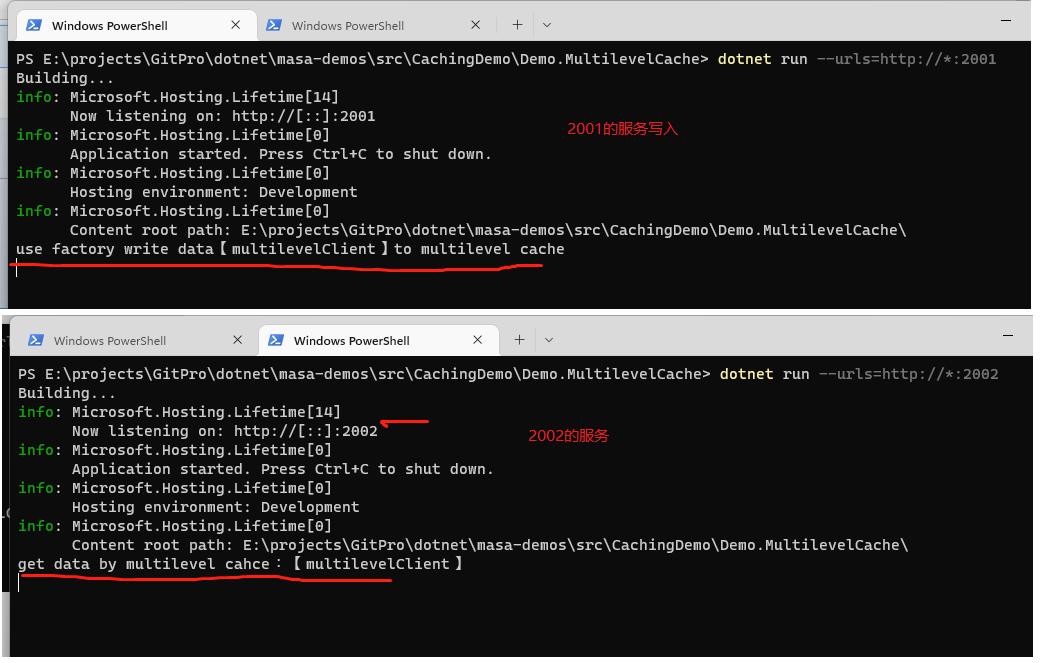 Windows PowerShell
Windows PowerShell
PS E:\projects\GitPro\dotnet\masa-demos\src\CachingDemo\Demo.MultilevelCache> dotnet run --urls=http://*:2001
Building...
info: Microsoft.Hosting.Lifetime[14]
Now listening on: http://[::]:2001
2001的服务写入
info: Microsoft.Hosting.Lifetime[0]
Application started. Press Ctrl+C to shut down.
info: Microsoft.Hosting.Lifetime[0]
Hosting environment: Development
info: Microsoft.Hosting.Lifetime[0]
Content root path: E:\projects\GitPro\dotnet\masa-demos\src\CachingDemo\Demo.MultilevelCache\
use factory write data【multilevelClient】to multilevel cache
Windows PowerShell
Windows PowerShell
PS E:\projects\GitPro\dotnet\masa-demos\src\CachingDemo\Demo.MultilevelCache> dotnet run --urls=http://*:2002
Building...
info: Microsoft.Hosting.Lifetime[14]
Now listening on: http://[::]:2002
2002的服务
info: Microsoft.Hosting.Lifetime[0]
Application started. Press Ctrl+C to shut down.
info: Microsoft.Hosting.Lifetime[0]
Hosting environment: Development
info: Microsoft.Hosting.Lifetime[0]
Content root path: E:\projects\GitPro\dotnet\masa-demos\src\CachingDemo\Demo.MultilevelCache\
get data by multilevel cahce：【multilevelClient】